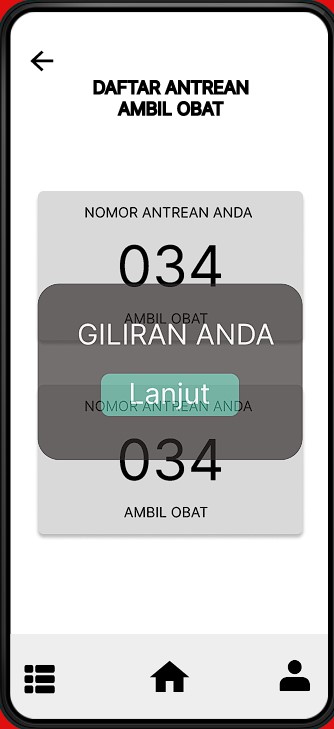 DAFTAR ANTREAN
AMBIL OBAT
NOMOR ANTREAN ANDA
034
AMBIL OBAT
GILIRAN ANDA
Lanjut
NOMOR ANTREAN ANDA
034
AMBIL OBAT